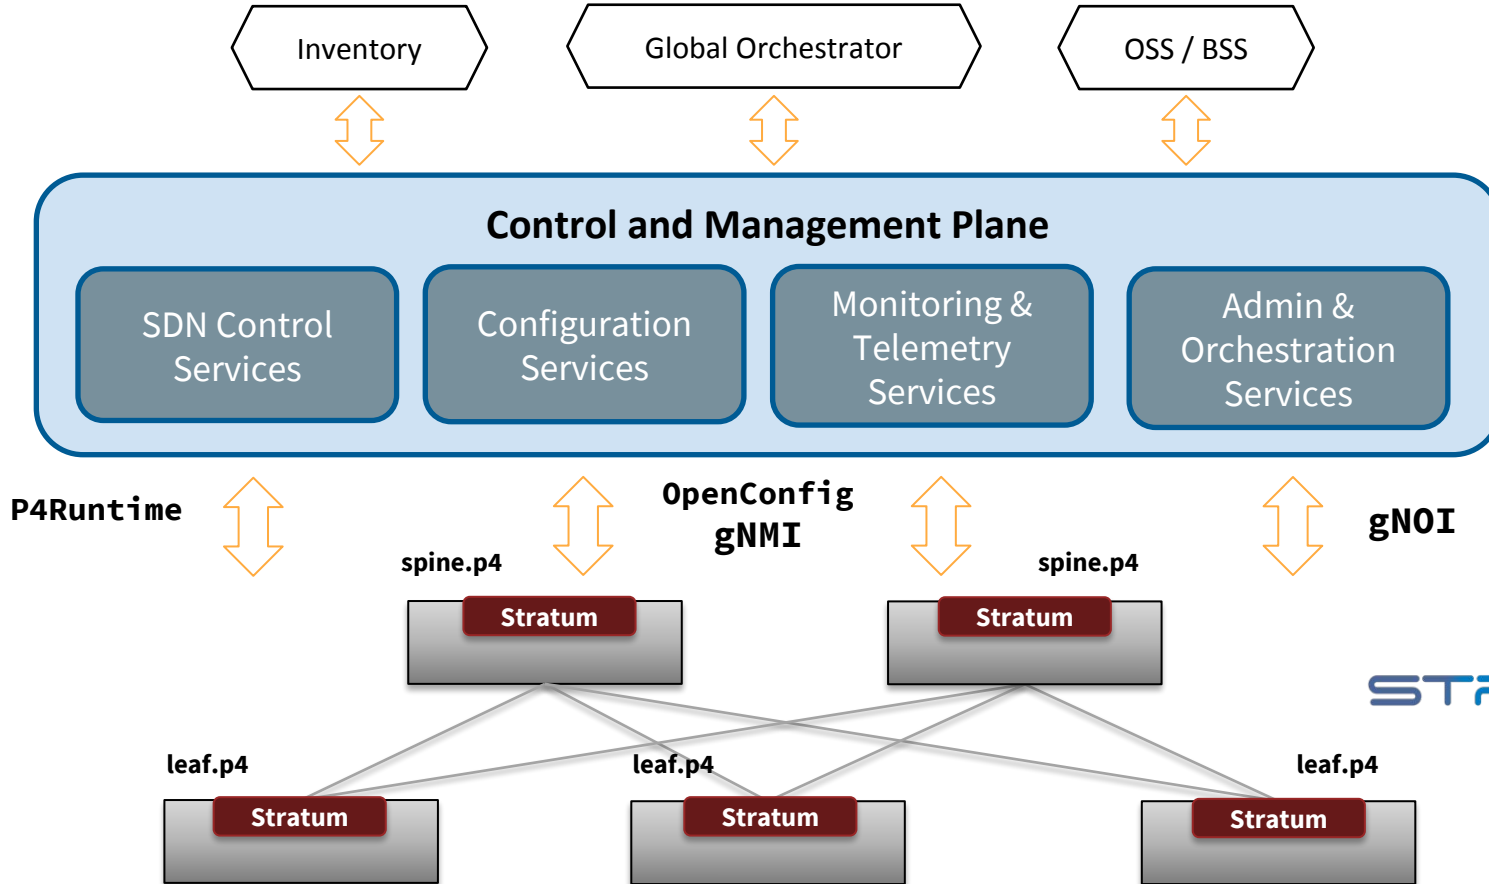 Inventory
Global Orchestrator
OSS / BSS
Control and Management Plane
SDN Control
Services
Configuration
Services
Monitoring &
Telemetry
Services
Admin &
Orchestration
Services
P4Runtime
OpenConfig
gNMI
gNOI
spine.p4
spine.p4
Stratum
Stratum
leaf.p4
leaf.p4
leaf.p4
Stratum
Stratum
Stratum